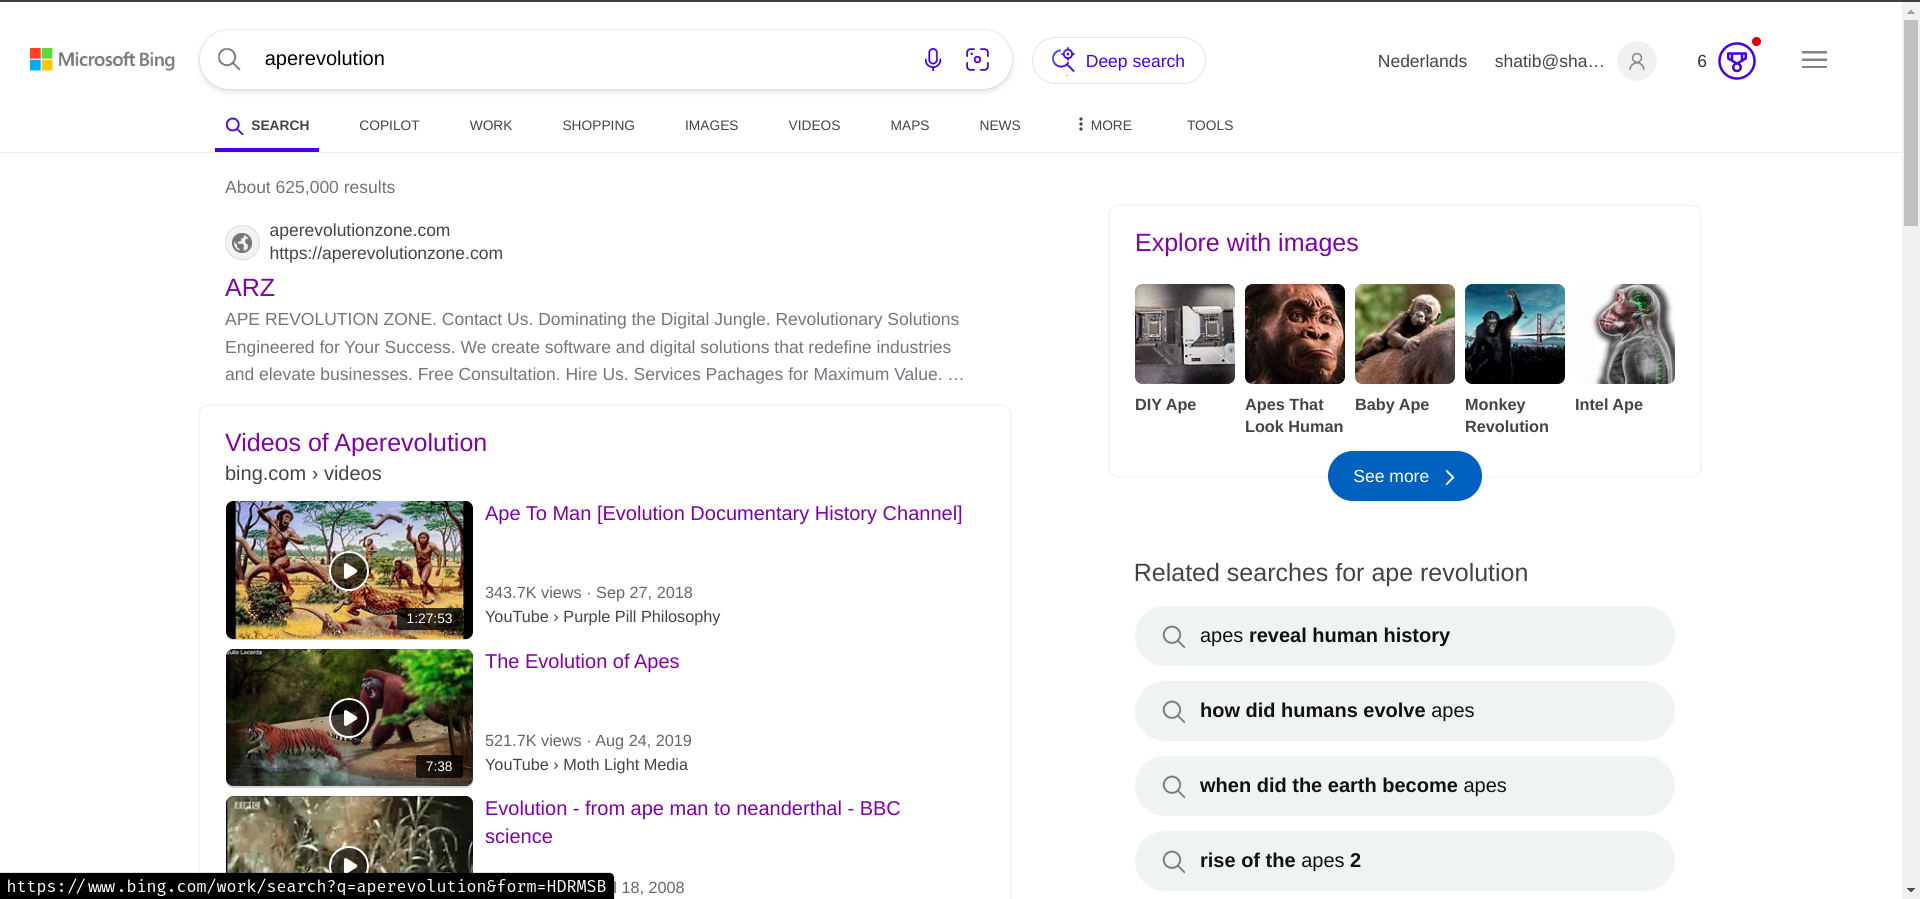 Microsoft Bing
aperevolution
Deep search
Nederlands
shatib@sha...
6
SEARCH
COPILOT
WORK
SHOPPING
IMAGES
VIDEOS
MAPS
NEWS
MORE
TOOLS
About 625,000 results
aperevolutionzone.com
https://aperevolutionzone.com
ARZ
APE REVOLUTION ZONE. Contact Us. Dominating the Digital Jungle. Revolutionary Solutions
Engineered for Your Success. We create software and digital solutions that redefine industries
and elevate businesses. Free Consultation. Hire Us. Services Pachages for Maximum Value. …
Videos of Aperevolution
bing.com › videos
Ape To Man [Evolution Documentary History Channel]
1:27:53
343.7K views · Sep 27, 2018
YouTube › Purple Pill Philosophy
Julio Lacerda
The Evolution of Apes
7:38
521.7K views · Aug 24, 2019
YouTube › Moth Light Media
BBC
Evolution - from ape man to neanderthal - BBC
science
18, 2008
https://www.bing.com/work/search?q=aperevolution&form=HDRMSB
Explore with images
DIY Ape
Apes That
Look Human
Baby Ape
Monkey
Revolution
Intel Ape
See more
Related searches for ape revolution
apes reveal human history
how did humans evolve apes
when did the earth become apes
rise of the apes 2